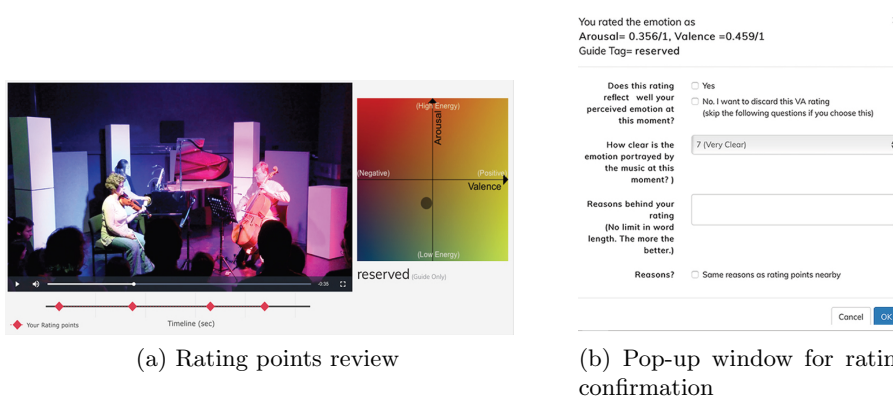 (High Energy)
Arousal
(Negative)
(Positive
Valence
(Low Energy)
reserved (Guide Only)
-0:35
Your Rating points
Timeline (sec)
(a) Rating points review
You rated the emotion as
Arousal= 0.356/1, Valence =0.459/1
Guide Tag= reserved
Does this rating
reflect well your
perceived emotion at
this moment?
Yes
No. I want to discard this VA rating
(skip the following questions if you choose this)
How clear is the
emotion portrayed by
the music at this
moment? )
7 (Very Clear)
Reasons behind your
rating
(No limit in word
length. The more the
better.)
Reasons?
Same reasons as rating points nearby
Cancel
OK
(b) Pop-up window for ratin
confirmation